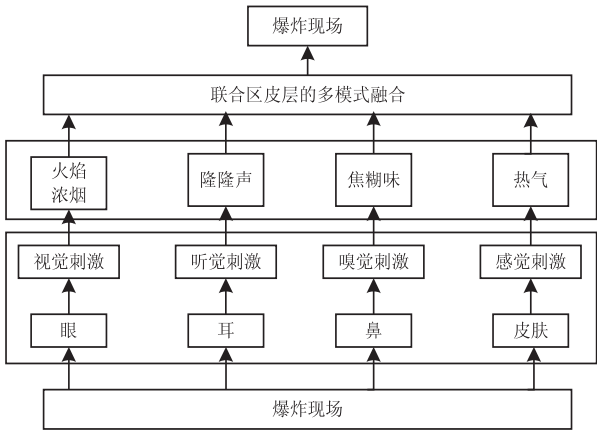 爆炸现场
联合区皮层的多模式融合
火焰
浓烟
隆隆声
焦糊味
热气
视觉刺激
听觉刺激
嗅觉刺激
感觉刺激
眼
耳
鼻
皮肤
爆炸现场